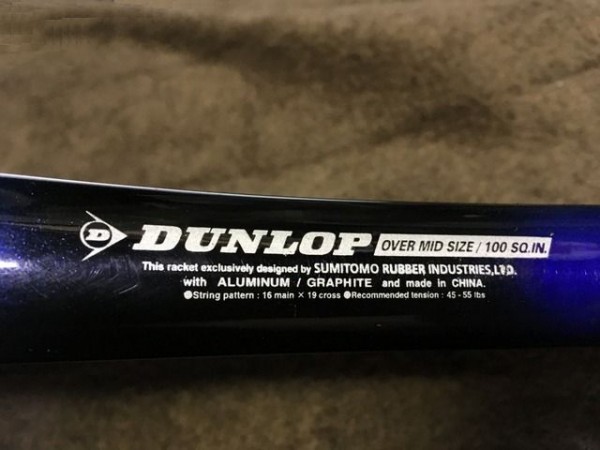 D DUNLOP OVER MID SIZE / 100 SQ.IN.
This racket exclusively designed by SUMITOMO RUBBER INDUSTRIES,LTD.
with ALUMINUM / GRAPHITE and made in CHINA.
●String pattern : 16 main × 19 cross ●Recommended tension : 45 - 55 lbs